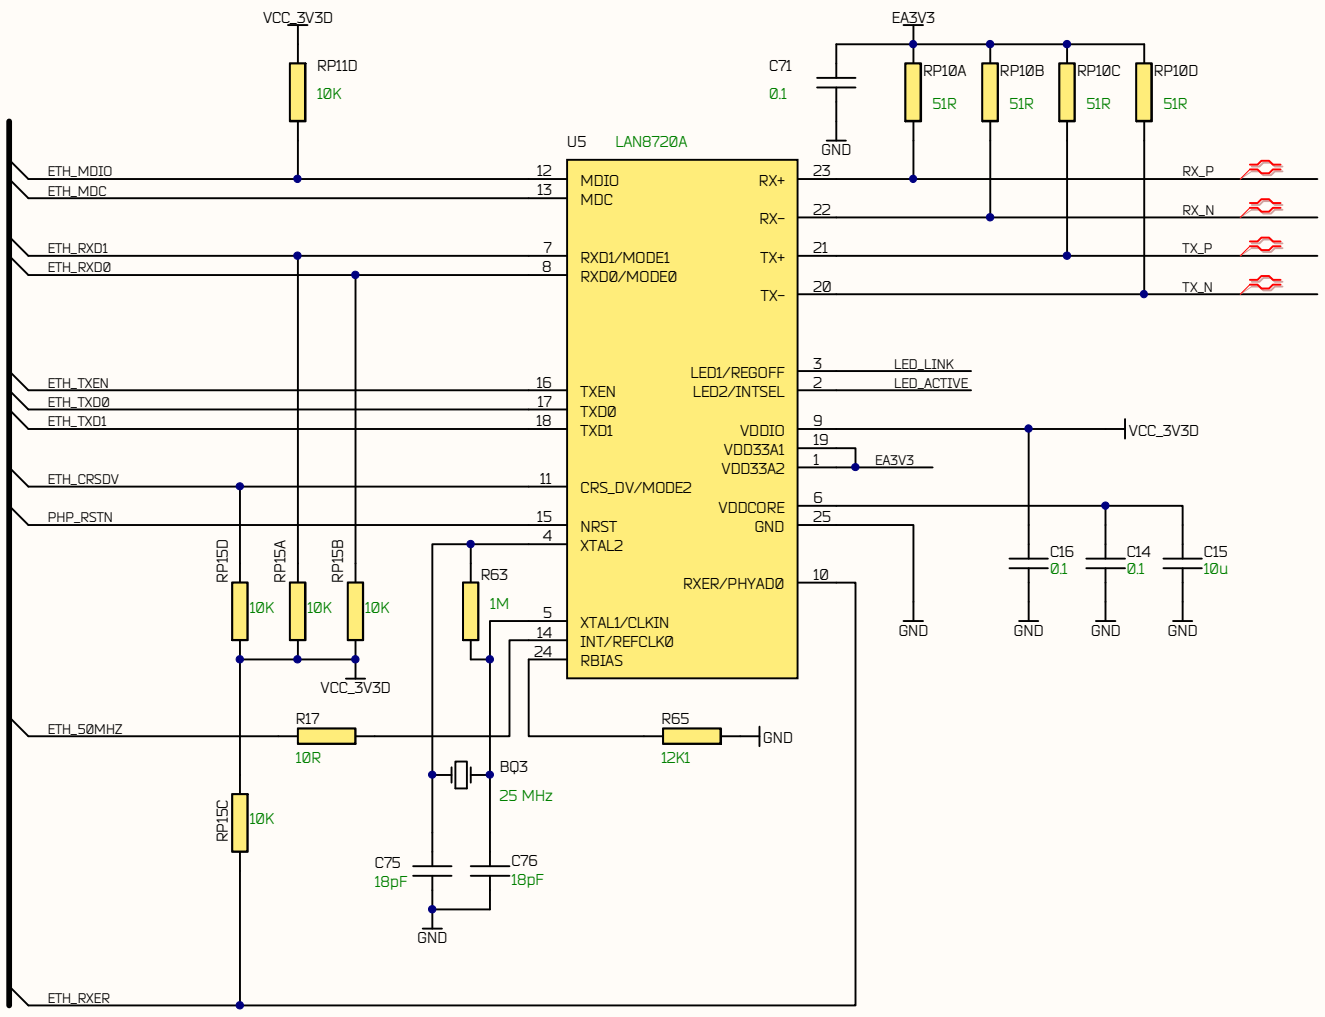 VCC_3V3D
EA3V3
RP11D
10K
C71
0.1
GND
RP10A
51R
RP10B
51R
RP10C
51R
RP10D
51R
U5
LAN8720A
ETH_MDIO
12
MDIO
RX+
23
RX_P
ETH_MDC
13
MDC
RX-
22
RX_N
ETH_RXD1
7
RXD1/MODE1
TX+
21
TX_P
ETH_RXD0
8
RXD0/MODE0
TX-
20
TX_N
LED1/REGOFF
3
LED_LINK
ETH_TXEN
16
TXEN
LED2/INTSEL
2
LED_ACTIVE
ETH_TXD0
17
TXD0
ETH_TXD1
18
TXD1
VDDIO
9
VCC_3V3D
VDD33A1
19
VDD33A2
1
EA3V3
ETH_CRSDV
11
CRS_DV/MODE2
VDDCORE
6
PHP_RSTN
15
NRST
GND
25
4
XTAL2
RP15D
10K
RP15A
10K
RP15B
10K
R63
1M
RXER/PHYAD0
10
C16
0.1
C14
0.1
C15
10u
5
XTAL1/CLKIN
14
INT/REFCLK0
24
RBIAS
GND
GND
GND
GND
VCC_3V3D
ETH_50MHZ
R17
10R
R65
12K1
GND
BQ3
25 MHz
RP15C
10K
C75
18pF
C76
18pF
GND
ETH_RXER